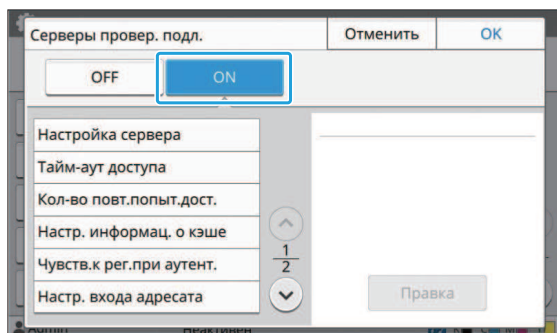 Серверы провер. подл.
Отменить
OK
OFF
ON
Настройка сервера
Тайм-аут доступа
Кол-во повт.попыт.дост.
Настр. информац. о кэше
Чувств.к рег.при аутент.
Настр. входа адресата
1
2
Правка